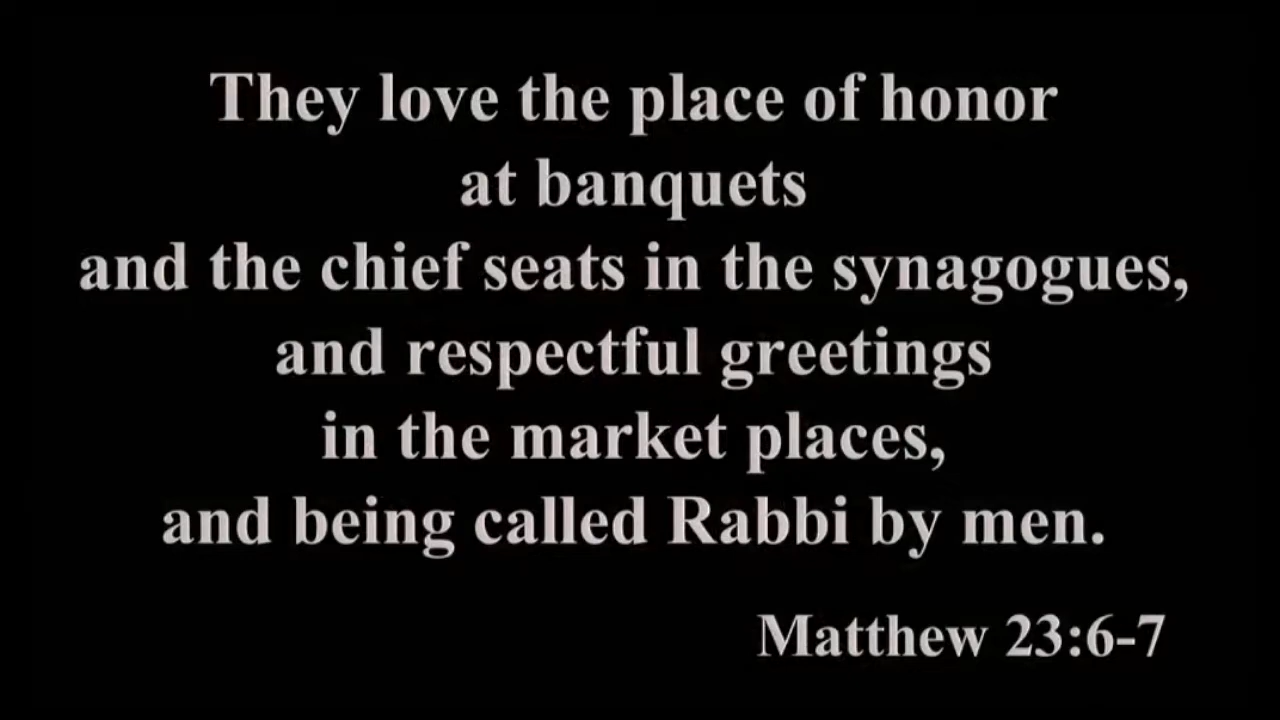 They love the place of honor
at banquets
and the chief seats in the synagogues,
and respectful greetings
in the market places,
and being called Rabbi by men.
Matthew 23:6-7